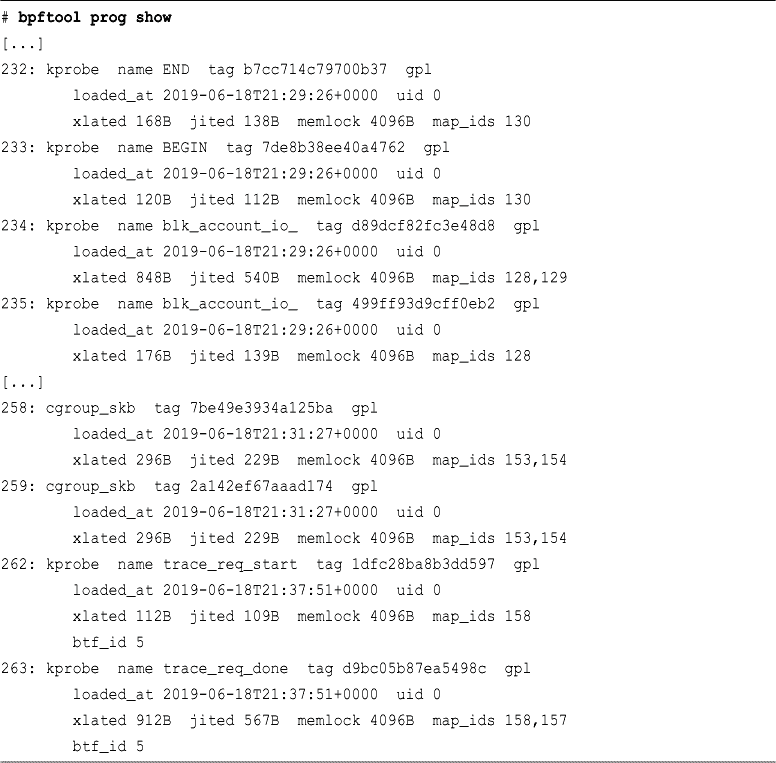 # bpftool prog show
[...]
232: kprobe  name END  tag b7cc714c79700b37  gpl
        loaded_at 2019-06-18T21:29:26+0000  uid 0
        xlated 168B  jited 138B  memlock 4096B  map_ids 130
233: kprobe  name BEGIN  tag 7de8b38ee40a4762  gpl
        loaded_at 2019-06-18T21:29:26+0000  uid 0
        xlated 120B  jited 112B  memlock 4096B  map_ids 130
234: kprobe  name blk_account_io_  tag d89dcf82fc3e48d8  gpl
        loaded_at 2019-06-18T21:29:26+0000  uid 0
        xlated 848B  jited 540B  memlock 4096B  map_ids 128,129
235: kprobe  name blk_account_io_  tag 499ff93d9cff0eb2  gpl
        loaded_at 2019-06-18T21:29:26+0000  uid 0
        xlated 176B  jited 139B  memlock 4096B  map_ids 128
[...]
258: cgroup_skb  tag 7be49e3934a125ba  gpl
        loaded_at 2019-06-18T21:31:27+0000  uid 0
        xlated 296B  jited 229B  memlock 4096B  map_ids 153,154
259: cgroup_skb  tag 2a142ef67aaad174  gpl
        loaded_at 2019-06-18T21:31:27+0000  uid 0
        xlated 296B  jited 229B  memlock 4096B  map_ids 153,154
262: kprobe  name trace_req_start  tag 1dfc28ba8b3dd597  gpl
        loaded_at 2019-06-18T21:37:51+0000  uid 0
        xlated 112B  jited 109B  memlock 4096B  map_ids 158
        btf_id 5
263: kprobe  name trace_req_done  tag d9bc05b87ea5498c  gpl
        loaded_at 2019-06-18T21:37:51+0000  uid 0
        xlated 912B  jited 567B  memlock 4096B  map_ids 158,157
        btf_id 5